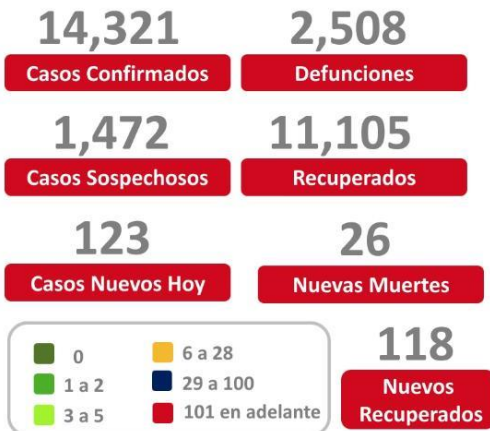 14,321 2,508
Casos Confirmados Defunciones
1,472 11,105
Casos Sospechosos Recuperados
123 26
Casos Nuevos Hoy Nuevas Muertes
0 6 a 28
1 a 2 29 a 100
3 a 5 101 en adelante
118
Nuevos
Recuperados